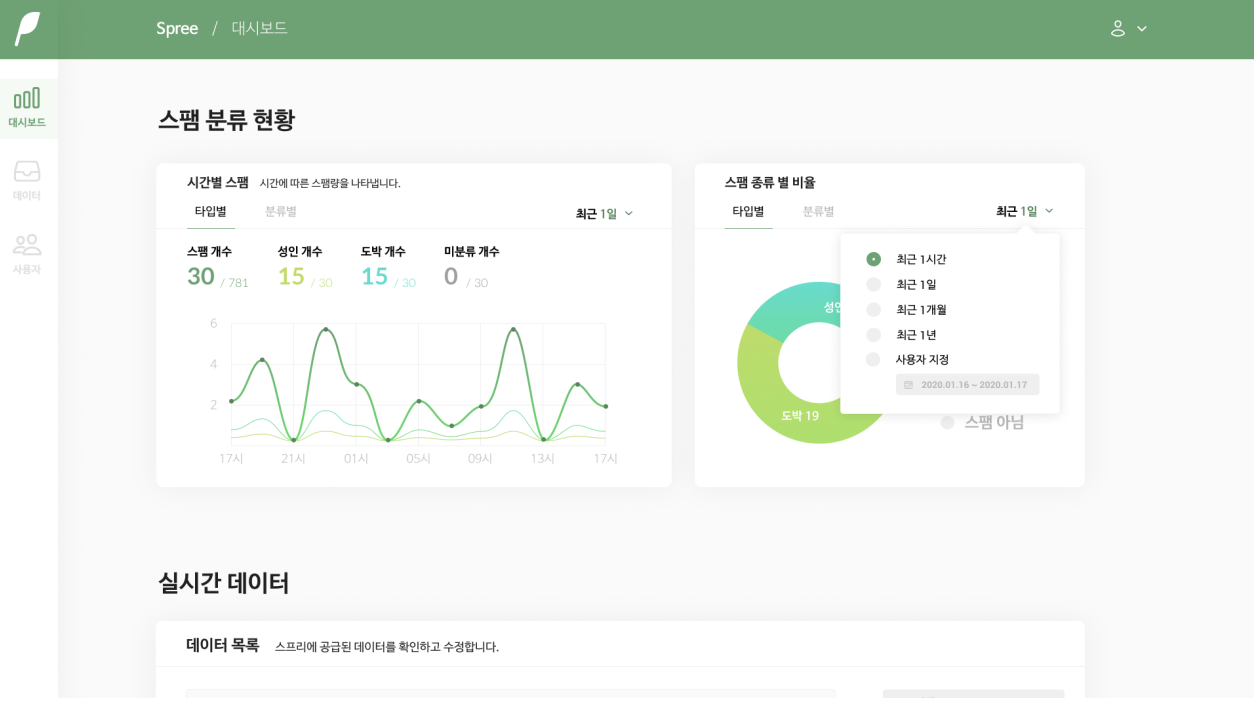 Spree / 대시보드
대시보드
데이터
사용자
스팸 분류 현황
시간별 스팸 시간에 따른 스팸량을 나타냅니다.
타입별 분류별 최근 1일
스팸 개수 성인 개수 도박 개수 미분류 개수
30 / 781 15 / 30 15 / 30 0 / 30
6
4
2
17시 21시 01시 05시 09시 13시 17시
스팸 종류 별 비율
타입별 분류별 최근 1일
최근 1시간
최근 1일
최근 1개월
최근 1년
사용자 지정
2020.01.16 ~ 2020.01.17
도박 19
스팸 아님
실시간 데이터
데이터 목록 스프리에 공급된 데이터를 확인하고 수정합니다.